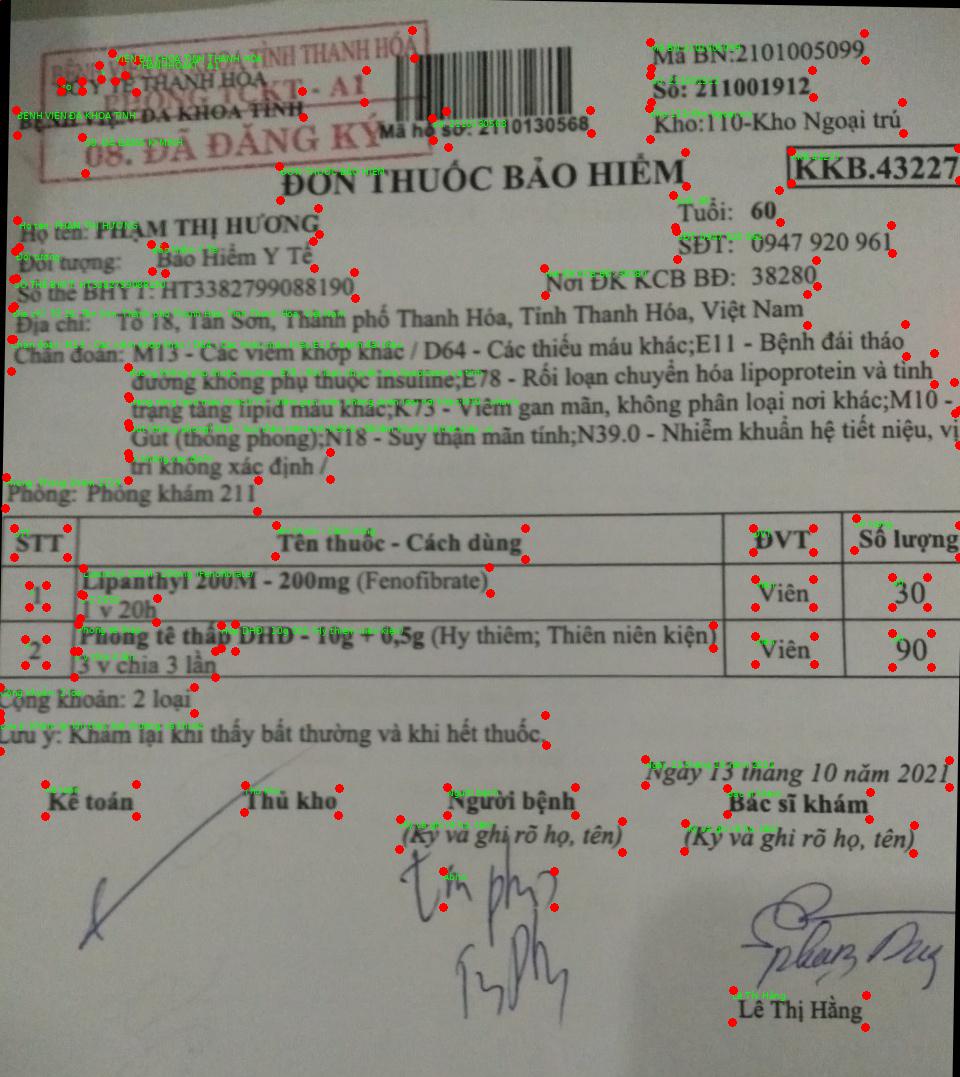 BỆNH VIỆN ĐA KHOA TỈNH THANH HÓA
SỞ Y TẾ THANH HÓA
PHÒNG TCKT - A1
BỆNH VIỆN ĐA KHOA TỈNH
08. ĐÃ ĐĂNG KÝ
Mã hồ sơ: 2110130568
Mã BN:2101005099
Số: 211001912
Kho:110-Kho Ngoại trú
ĐƠN THUỐC BẢO HIỂM
KKB.43227
Họ tên: PHẠM THỊ HƯƠNG
Tuổi: 60
Đối tượng: Bảo Hiểm Y Tế
SĐT: 0947 920 961
Số thẻ BHYT: HT3382799088190
Nơi ĐK KCB BĐ: 38280
Địa chỉ: Tổ 18, Tân Sơn, Thành phố Thanh Hóa, Tỉnh Thanh Hóa, Việt Nam
Chẩn đoán: M13 - Các viêm khớp khác / D64 - Các thiếu máu khác;E11 - Bệnh đái tháo
đường không phụ thuộc insuline;E78 - Rối loạn chuyển hóa lipoprotein và tình
trạng tăng lipid máu khác;K73 - Viêm gan mãn, không phân loại nơi khác;M10 -
Gút (thống phong);N18 - Suy thận mãn tính;N39.0 - Nhiễm khuẩn hệ tiết niệu, vị
trí không xác định /
Phòng: Phòng khám 211
STT Tên thuốc - Cách dùng ĐVT Số lượng
1 Lipanthyl 200M - 200mg (Fenofibrate) Viên 30
1 v 20h
2 Phong tê thấp DHĐ - 10g + 0,5g (Hy thiêm; Thiên niên kiện) Viên 90
3 v chia 3 lần
Cộng khoản: 2 loại
Lưu ý: Khám lại khi thấy bất thường và khi hết thuốc.
Ngày 13 tháng 10 năm 2021
Kế toán Thủ kho Người bệnh Bác sĩ khám
(Ký và ghi rõ họ, tên) (Ký và ghi rõ họ, tên)
Lê Thị Hằng